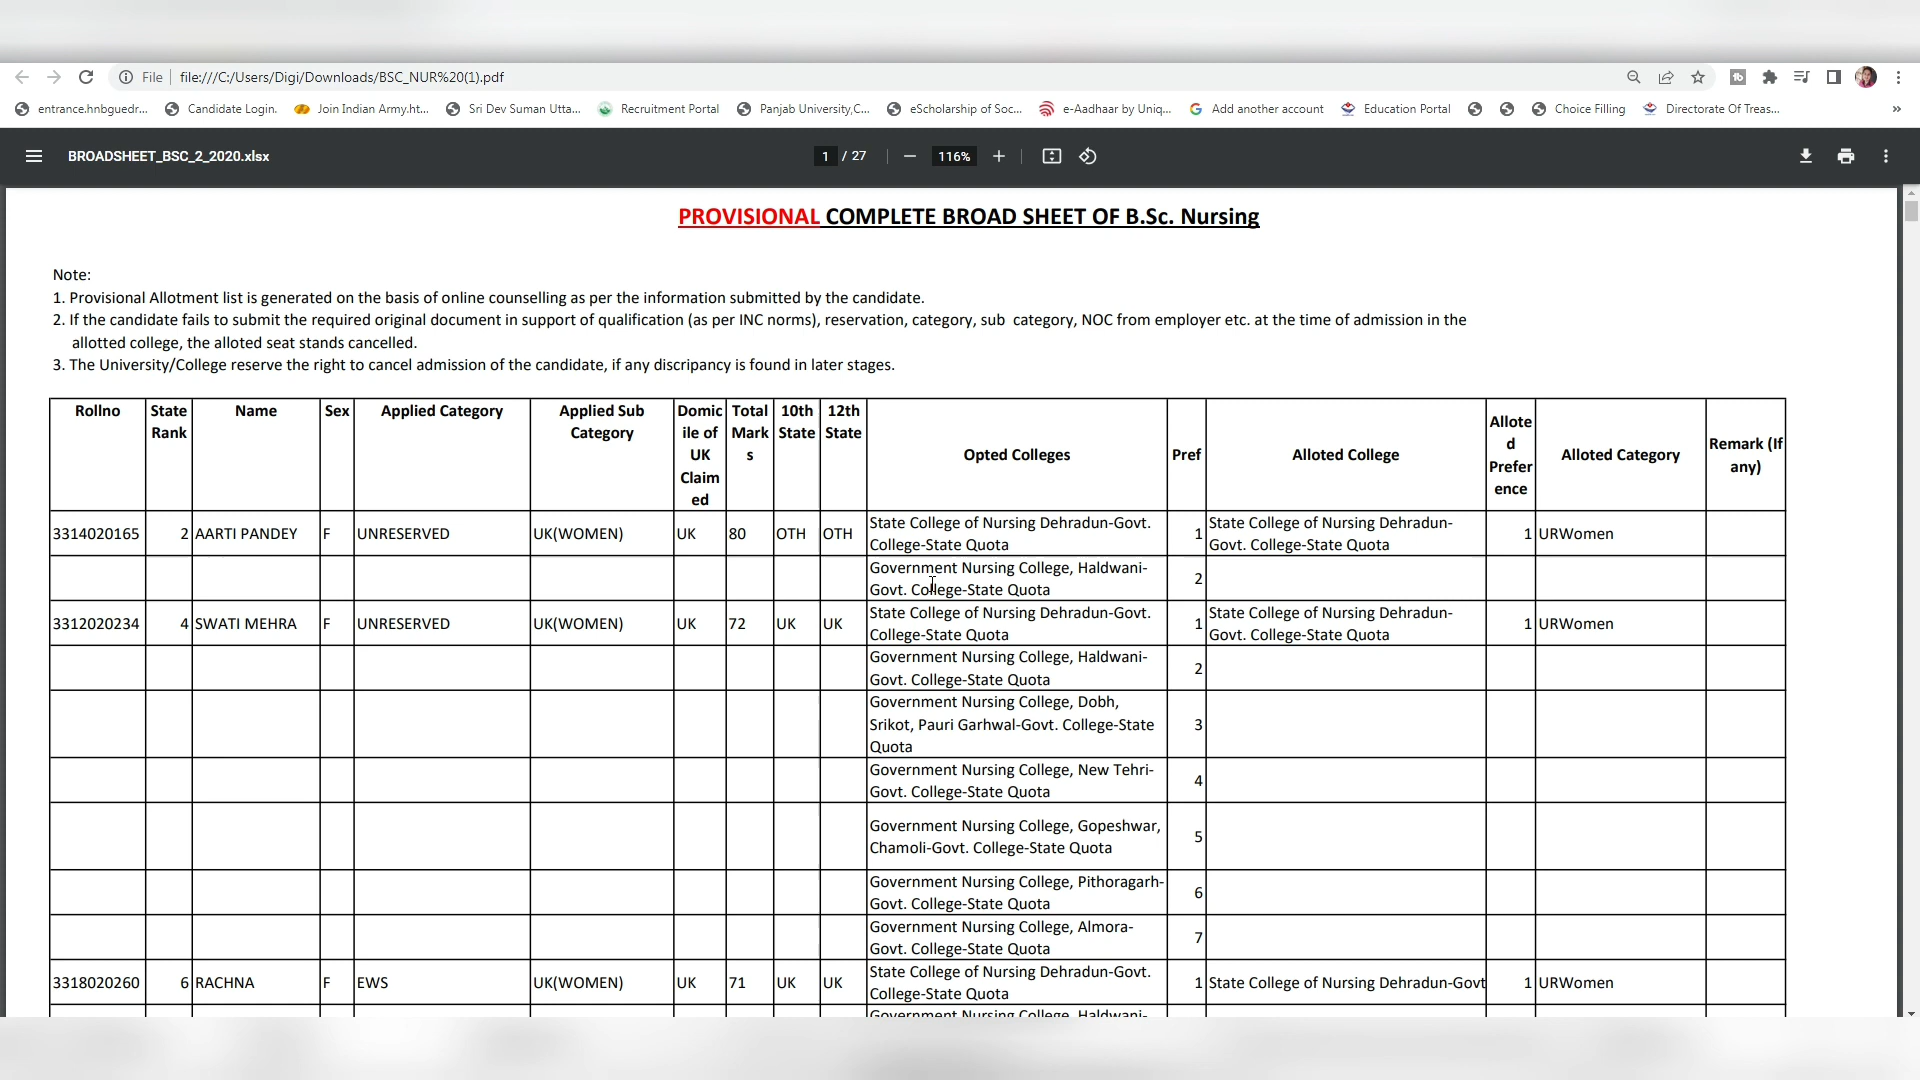 File file:///C:/Users/Digi/Downloads/BSC_NUR%20(1).pdf
entrance.hnbguedr... Candidate Login. Join Indian Army.ht... Sri Dev Suman Utta... Recruitment Portal Panjab University,C... eScholarship of Soc... e-Aadhaar by Uniq... Add another account Education Portal Choice Filling Directorate Of Treas... »
BROADSHEET_BSC_2_2020.xlsx 1 / 27 116%
PROVISIONAL COMPLETE BROAD SHEET OF B.Sc. Nursing
Note:
1. Provisional Allotment list is generated on the basis of online counselling as per the information submitted by the candidate.
2. If the candidate fails to submit the required original document in support of qualification (as per INC norms), reservation, category, sub category, NOC from employer etc. at the time of admission in the
allotted college, the alloted seat stands cancelled.
3. The University/College reserve the right to cancel admission of the candidate, if any discripancy is found in later stages.
Rollno
State
Rank
Name
Sex
Applied Category
Applied Sub
Category
Domic
ile of
UK
Claim
ed
Total
Mark
s
10th
State
12th
State
Opted Colleges
Pref
Alloted College
Allote
d
Prefer
ence
Alloted Category
Remark (If
any)
3314020165 2 AARTI PANDEY F UNRESERVED UK(WOMEN) UK 80 OTH OTH
State College of Nursing Dehradun-Govt.
College-State Quota
1
State College of Nursing Dehradun-
Govt. College-State Quota
1 URWomen
Government Nursing College, Haldwani-
Govt. College-State Quota
2
3312020234 4 SWATI MEHRA F UNRESERVED UK(WOMEN) UK 72 UK UK
State College of Nursing Dehradun-Govt.
College-State Quota
1
State College of Nursing Dehradun-
Govt. College-State Quota
1 URWomen
Government Nursing College, Haldwani-
Govt. College-State Quota
2
Government Nursing College, Dobh,
Srikot, Pauri Garhwal-Govt. College-State
Quota
3
Government Nursing College, New Tehri-
Govt. College-State Quota
4
Government Nursing College, Gopeshwar,
Chamoli-Govt. College-State Quota
5
Government Nursing College, Pithoragarh-
Govt. College-State Quota
6
Government Nursing College, Almora-
Govt. College-State Quota
7
3318020260 6 RACHNA F EWS UK(WOMEN) UK 71 UK UK
State College of Nursing Dehradun-Govt.
College-State Quota
1 State College of Nursing Dehradun-Govt 1 URWomen
Government Nursing College, Haldwani-